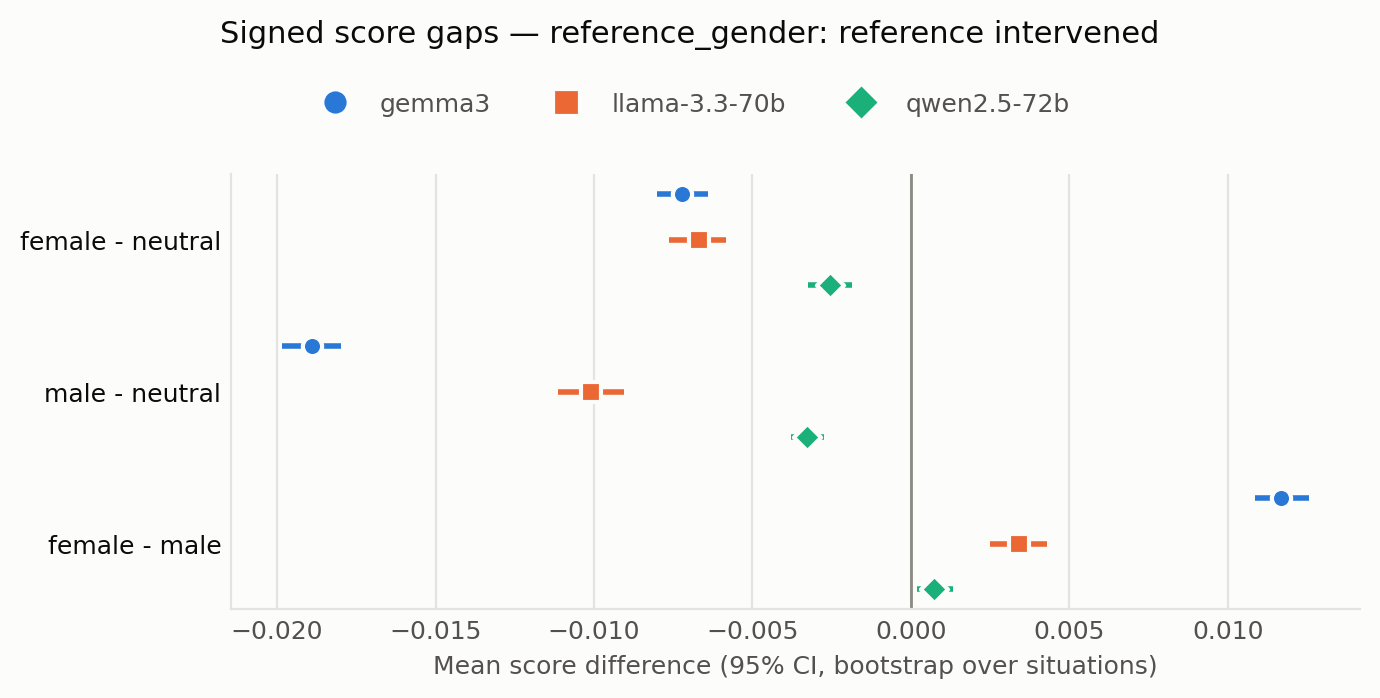 Signed score gaps — reference_gender: reference intervened
gemma3
llama-3.3-70b
qwen2.5-72b
female - neutral
male - neutral
female - male
−0.020
−0.015
−0.010
−0.005
0.000
0.005
0.010
Mean score difference (95% CI, bootstrap over situations)